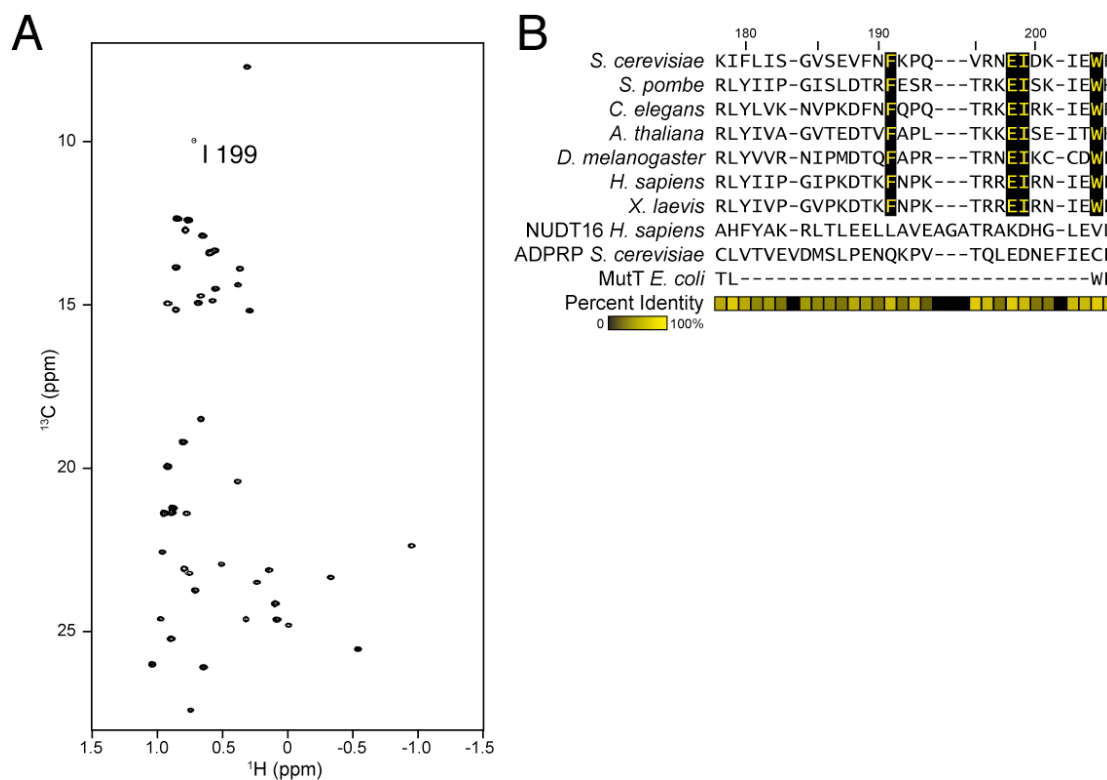 A
10
15
20
25
¹³C (ppm)
I 199
1.5 1.0 0.5 0 -0.5 -1.0 -1.5
¹H (ppm)
B
180 190 200
S. cerevisiae KIFLIS-GVSEVFNFKPQ---VRNEIDK-IEW
S. pombe RLYIIP-GISLDTRFESR---TRKEISK-IEW
C. elegans RLYLVK-NVPKDFNFQPQ---TRKEIRK-IEW
A. thaliana RLYIVA-GVTEDTVFAPL---TKKEISE-ITW
D. melanogaster RLYVVR-NIPMDTQFAPR---TRNEIKC-CDW
H. sapiens RLYIIP-GIPKDTKFNPK---TRREIRN-IEW
X. laevis RLYIVP-GVPKDTKFNPK---TRREIRN-IEW
NUDT16 H. sapiens AHFYAK-RLTLEELLAVEAGATRAKDHG-LEV
ADPRP S. cerevisiae CLVTVEVDMSLPENQKPV---TQLEDNEFIEC
MutT E. coli TL-----------------------------W
Percent Identity
0 100%